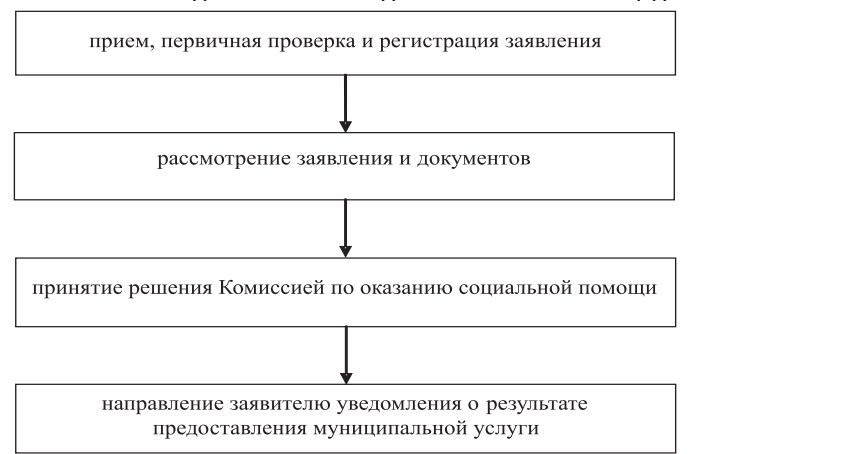 прием, первичная проверка и регистрация заявления
рассмотрение заявления и документов
принятие решения Комиссией по оказанию социальной помощи
направление заявителю уведомления о результате
предоставления муниципальной услуги